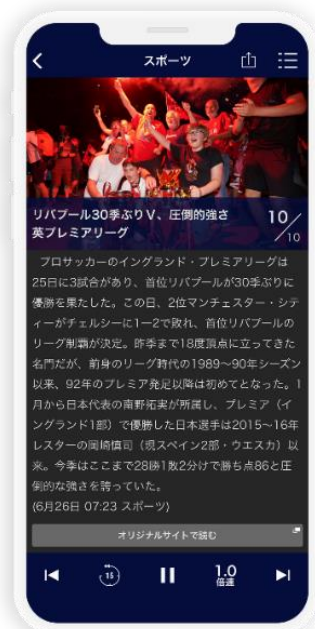 スポーツ
リバプール30季ぶりV、圧倒的強さ
英プレミアリーグ
10/10
プロサッカーのイングランド・プレミアリーグは
25日に3試合があり、首位リバプールが30季ぶりに
優勝を果たした。この日、2位マンチェスター・シテ
ィーがチェルシーに1ー2で敗れ、首位リバプールの
リーグ制覇が決定。昨季まで18度頂点に立ってきた
名門だが、前身のリーグ時代の1989〜90年シーズン
以来、92年のプレミア発足以降は初めてとなった。1
月から日本代表の南野拓実が所属し、プレミア（イ
ングランド1部）で優勝した日本選手は2015〜16年
レスターの岡崎慎司（現スペイン2部・ウエスカ）以
来。今季はここまで28勝1敗2分けで勝ち点86と圧
倒的な強さを誇っていた。
(6月26日 07:23 スポーツ)
オリジナルサイトで読む
15
1.0
倍速